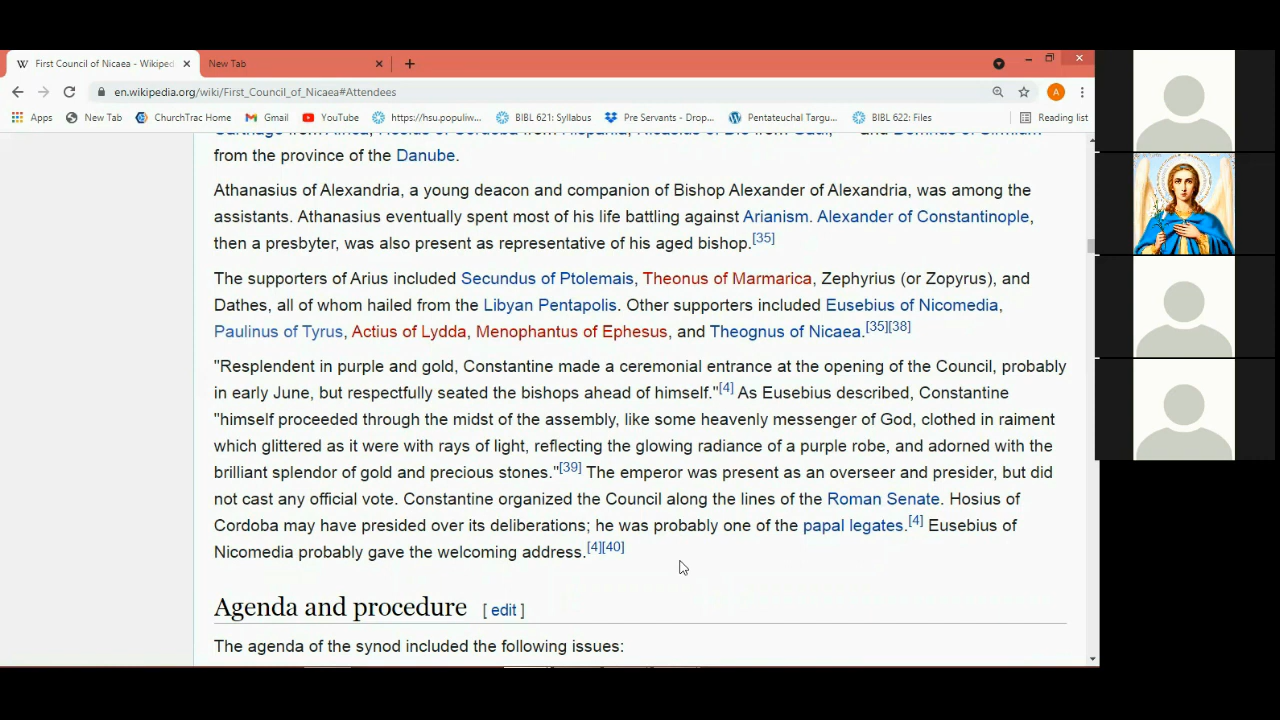 First Council of Nicaea - Wikiped
New Tab
en.wikipedia.org/wiki/First_Council_of_Nicaea#Attendees
A
Apps New Tab ChurchTrac Home Gmail YouTube https://hsu.populiw... BIBL 621: Syllabus Pre Servants - Drop... Pentateuchal Targu... BIBL 622: Files Reading list
from the province of the Danube.
Athanasius of Alexandria, a young deacon and companion of Bishop Alexander of Alexandria, was among the
assistants. Athanasius eventually spent most of his life battling against Arianism. Alexander of Constantinople,
then a presbyter, was also present as representative of his aged bishop.[35]
The supporters of Arius included Secundus of Ptolemais, Theonus of Marmarica, Zephyrius (or Zopyrus), and
Dathes, all of whom hailed from the Libyan Pentapolis. Other supporters included Eusebius of Nicomedia,
Paulinus of Tyrus, Actius of Lydda, Menophantus of Ephesus, and Theognus of Nicaea.[35][38]
"Resplendent in purple and gold, Constantine made a ceremonial entrance at the opening of the Council, probably
in early June, but respectfully seated the bishops ahead of himself."[4] As Eusebius described, Constantine
"himself proceeded through the midst of the assembly, like some heavenly messenger of God, clothed in raiment
which glittered as it were with rays of light, reflecting the glowing radiance of a purple robe, and adorned with the
brilliant splendor of gold and precious stones."[39] The emperor was present as an overseer and presider, but did
not cast any official vote. Constantine organized the Council along the lines of the Roman Senate. Hosius of
Cordoba may have presided over its deliberations; he was probably one of the papal legates.[4] Eusebius of
Nicomedia probably gave the welcoming address.[4][40]
Agenda and procedure [ edit ]
The agenda of the synod included the following issues: